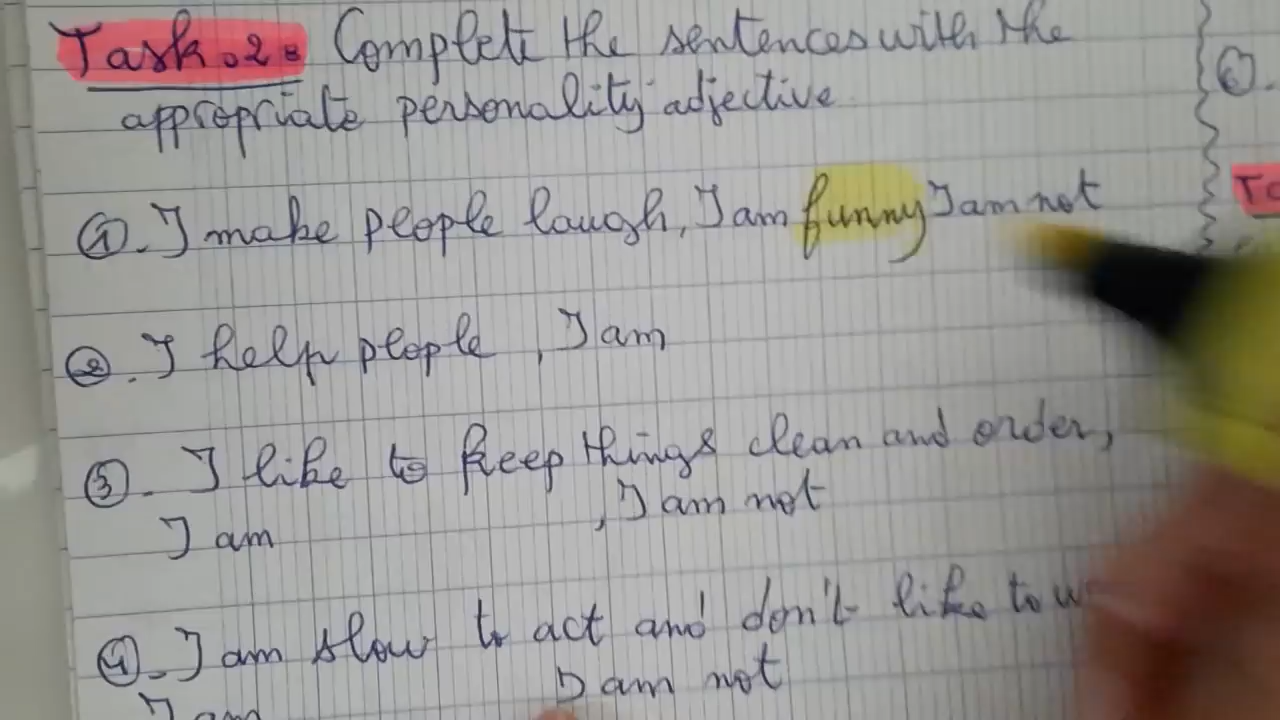 Task.2: Complete the sentences with the
appropriate personality adjective.
①. I make people laugh, I am funny I am not
②. I help people , I am
③. I like to keep things clean and order,
I am , I am not
④. I am slow to act and don't like to
I am I am not
⑥.